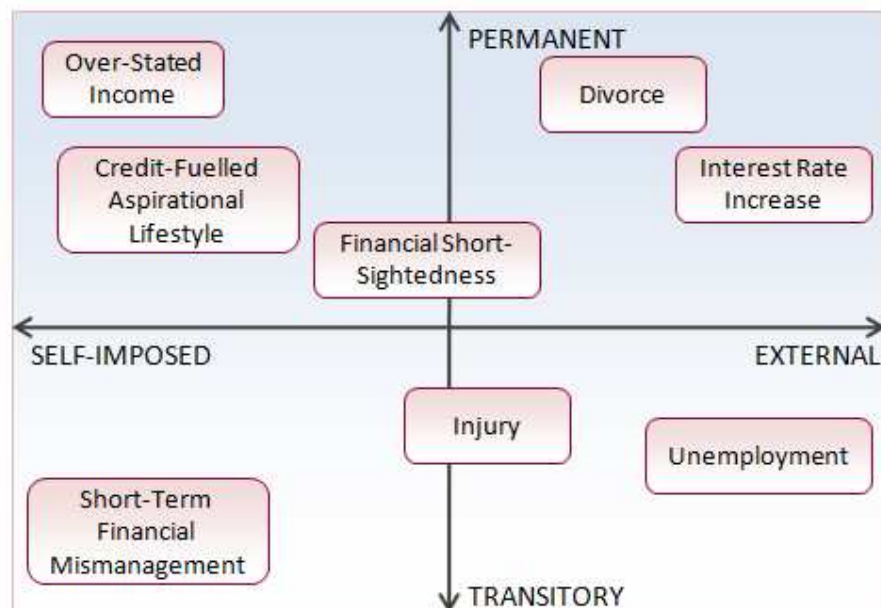 PERMANENT
Over-Stated
Income
Divorce
Credit-Fuelled
Aspirational
Lifestyle
Interest Rate
Increase
Financial Short-
Sightedness
SELF-IMPOSED
EXTERNAL
Injury
Unemployment
Short-Term
Financial
Mismanagement
TRANSITORY